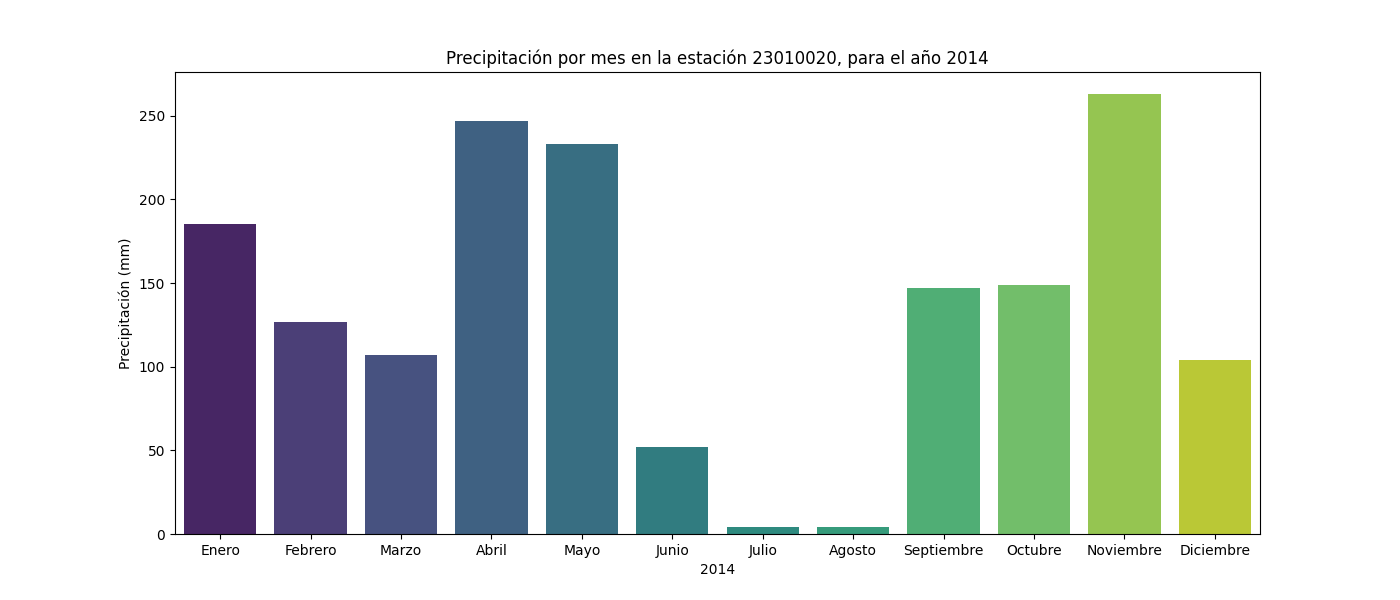 Precipitación por mes en la estación 23010020, para el año 2014
Precipitación (mm)
250
200
150
100
50
0
Enero Febrero Marzo Abril Mayo Junio Julio Agosto Septiembre Octubre Noviembre Diciembre
2014